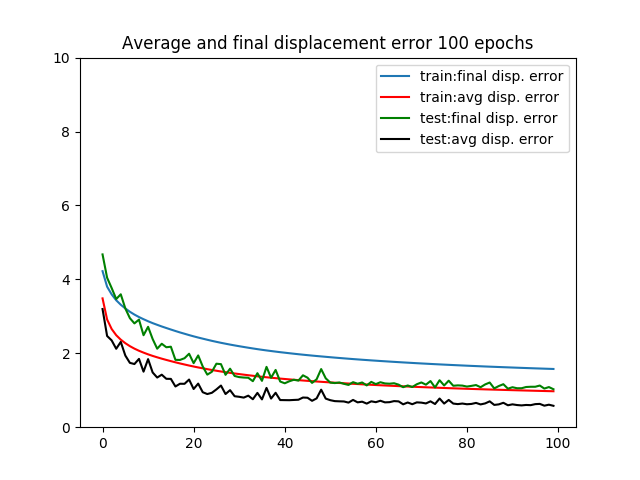 Average and final displacement error 100 epochs
10
8
6
4
2
0
train:final disp. error
train:avg disp. error
test:final disp. error
test:avg disp. error
0 20 40 60 80 100